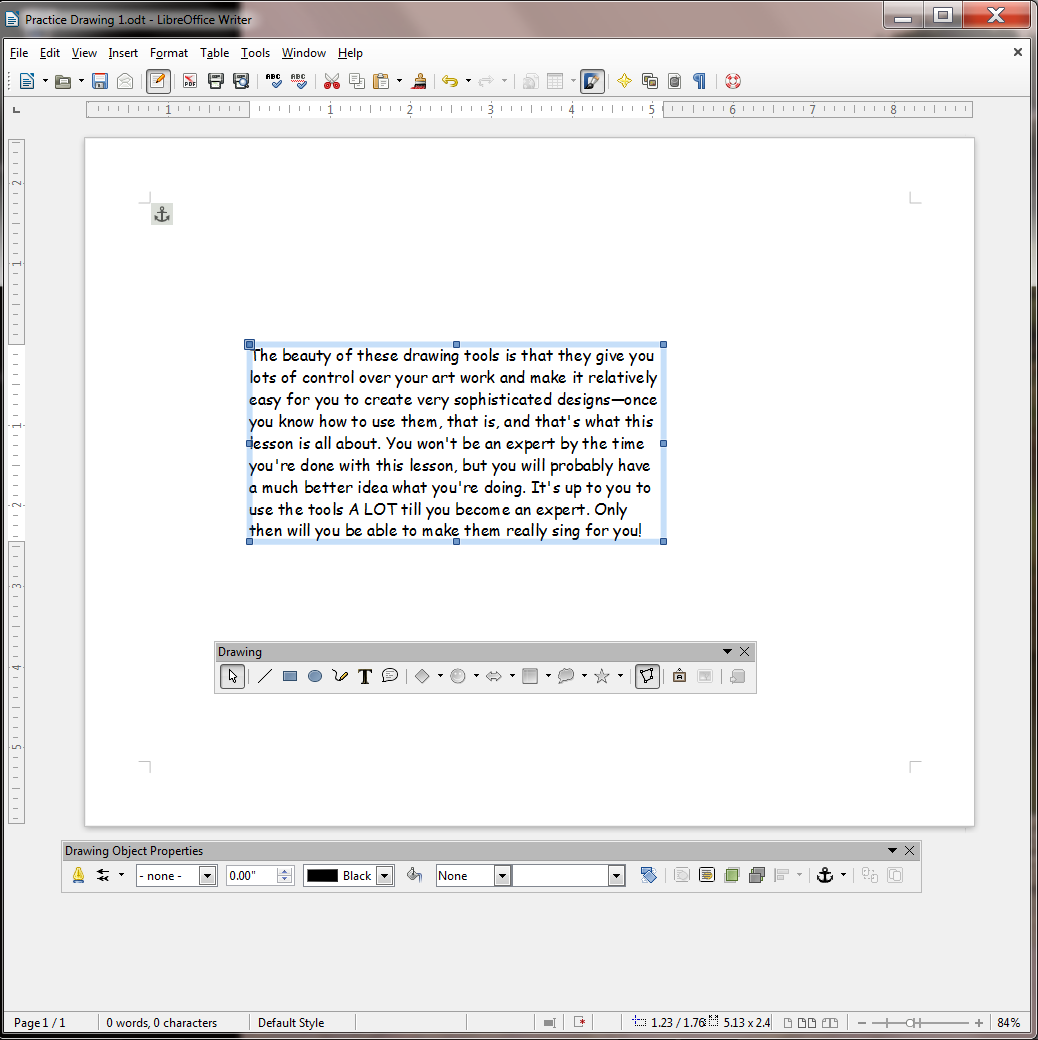 Practice Drawing 1.odt - LibreOffice Writer
File Edit View Insert Format Table Tools Window Help
1 1 2 3 4 5 6 7 8
2
1
1
2
3
4
5
The beauty of these drawing tools is that they give you
lots of control over your art work and make it relatively
easy for you to create very sophisticated designs—once
you know how to use them, that is, and that's what this
lesson is all about. You won't be an expert by the time
you're done with this lesson, but you will probably have
a much better idea what you're doing. It's up to you to
use the tools A LOT till you become an expert. Only
then will you be able to make them really sing for you!
Drawing
Drawing Object Properties
- none - 0.00" Black None
Page 1 / 1 0 words, 0 characters Default Style 1.23 / 1.76 5.13 x 2.4 84%